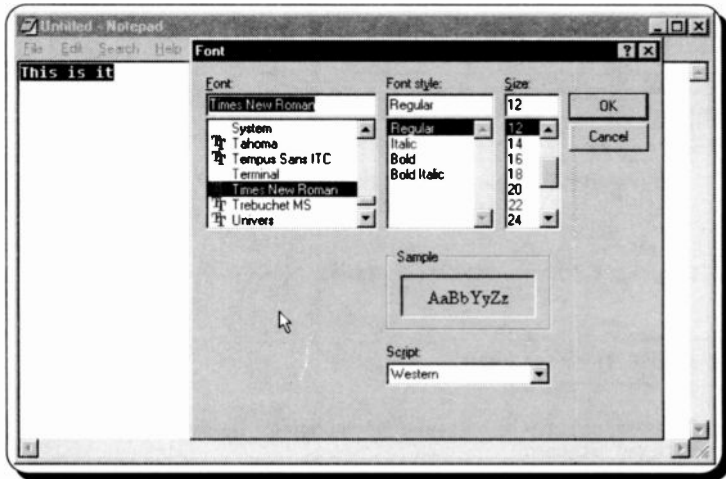 Untitled - Notepad
File Edit Search Help
This is it
Font
Font:
Times New Roman
System
Tahoma
Tempus Sans ITC
Terminal
Times New Roman
Trebuchet MS
Univers
Font style:
Regular
Regular
Italic
Bold
Bold Italic
Size:
12
12
14
16
18
20
22
24
OK
Cancel
Sample
AaBbYyZz
Script:
Western